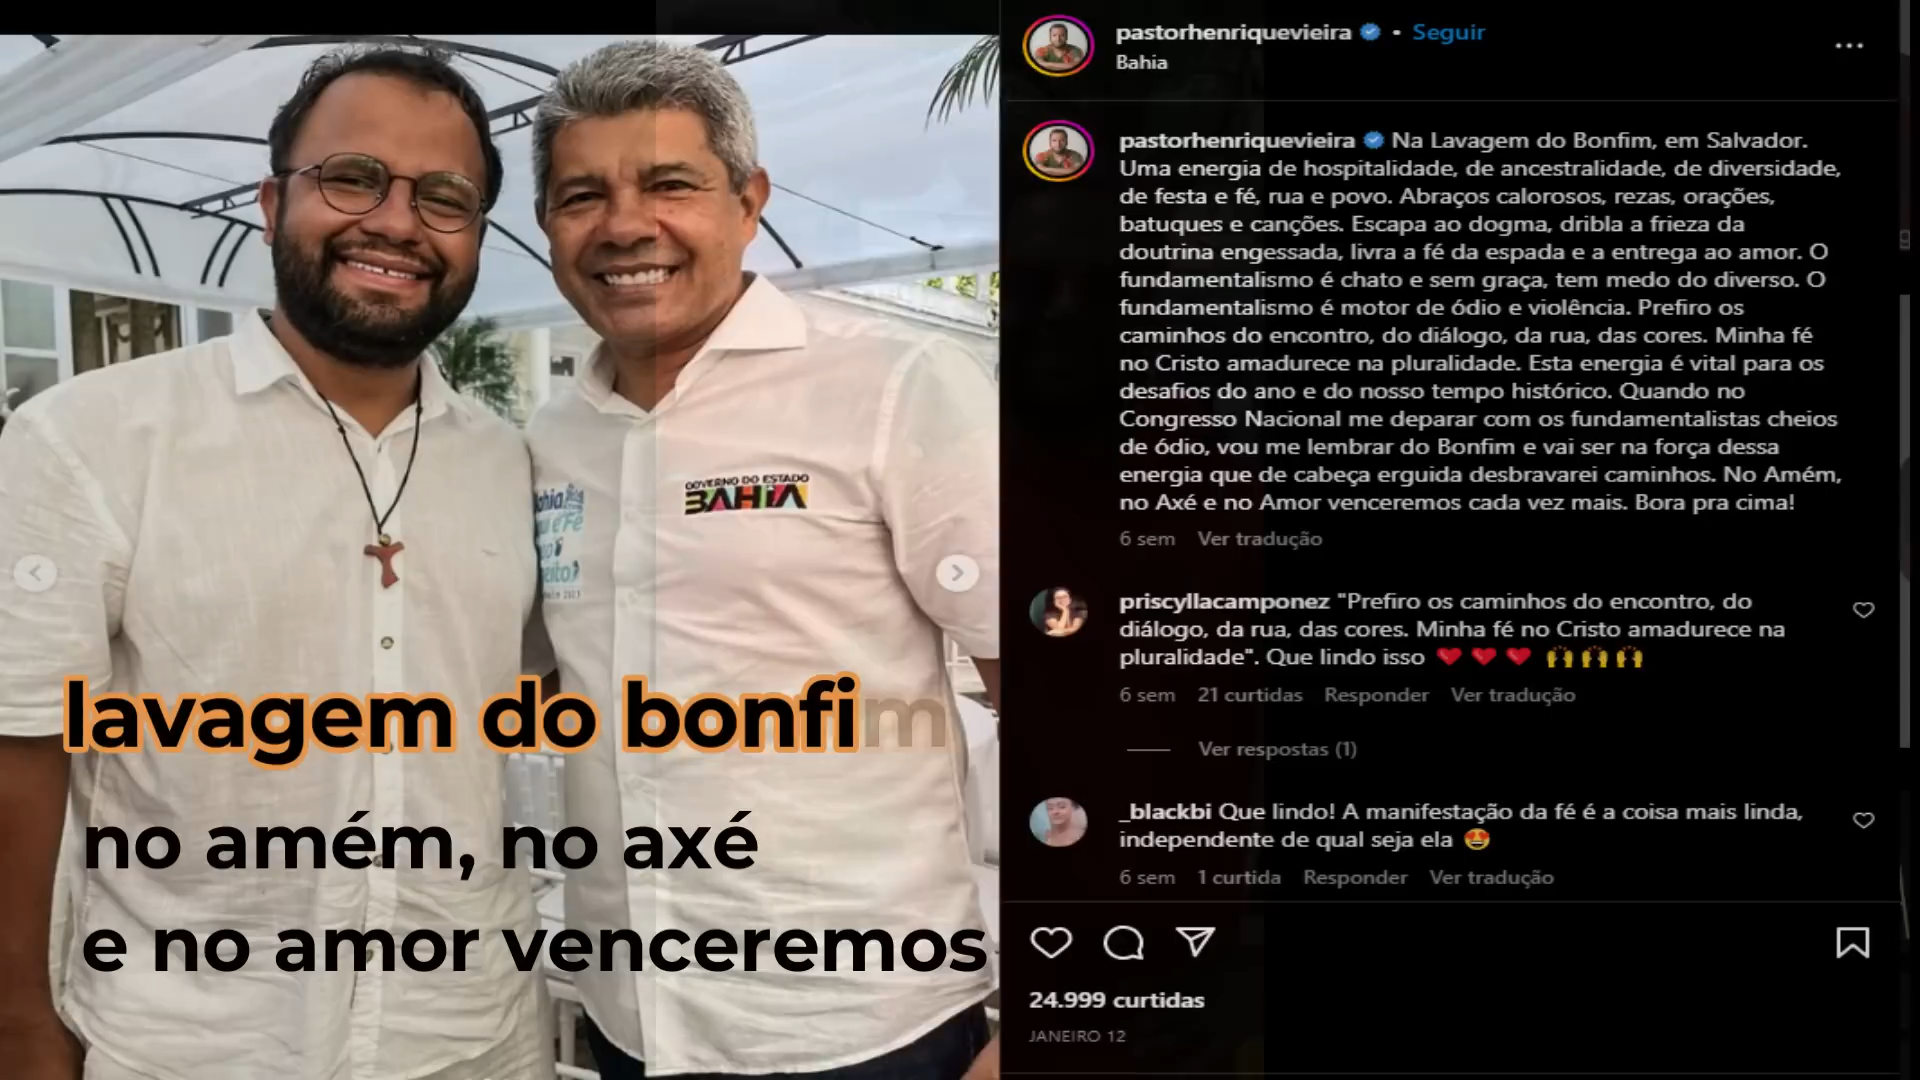 pastorhenriquevieira • Seguir
Bahia
pastorhenriquevieira Na Lavagem do Bonfim, em Salvador.
Uma energia de hospitalidade, de ancestralidade, de diversidade,
de festa e fé, rua e povo. Abraços calorosos, rezas, orações,
batuques e canções. Escapa ao dogma, dribla a frieza da
doutrina engessada, livra a fé da espada e a entrega ao amor. O
fundamentalismo é chato e sem graça, tem medo do diverso. O
fundamentalismo é motor de ódio e violência. Prefiro os
caminhos do encontro, do diálogo, da rua, das cores. Minha fé
no Cristo amadurece na pluralidade. Esta energia é vital para os
desafios do ano e do nosso tempo histórico. Quando no
Congresso Nacional me deparar com os fundamentalistas cheios
de ódio, vou me lembrar do Bonfim e vai ser na força dessa
energia que de cabeça erguida desbravarei caminhos. No Amém,
no Axé e no Amor venceremos cada vez mais. Bora pra cima!
6 sem Ver tradução
priscyllacamponez "Prefiro os caminhos do encontro, do
diálogo, da rua, das cores. Minha fé no Cristo amadurece na
pluralidade". Que lindo isso ❤️ ❤️ ❤️ 🙌🙌🙌
6 sem 21 curtidas Responder Ver tradução
Ver respostas (1)
_blackbi Que lindo! A manifestação da fé é a coisa mais linda,
independente de qual seja ela 😍
6 sem 1 curtida Responder Ver tradução
24.999 curtidas
JANEIRO 12
GOVERNO DO ESTADO
BAHIA
lavagem do bonfim
no amém, no axé
e no amor venceremos